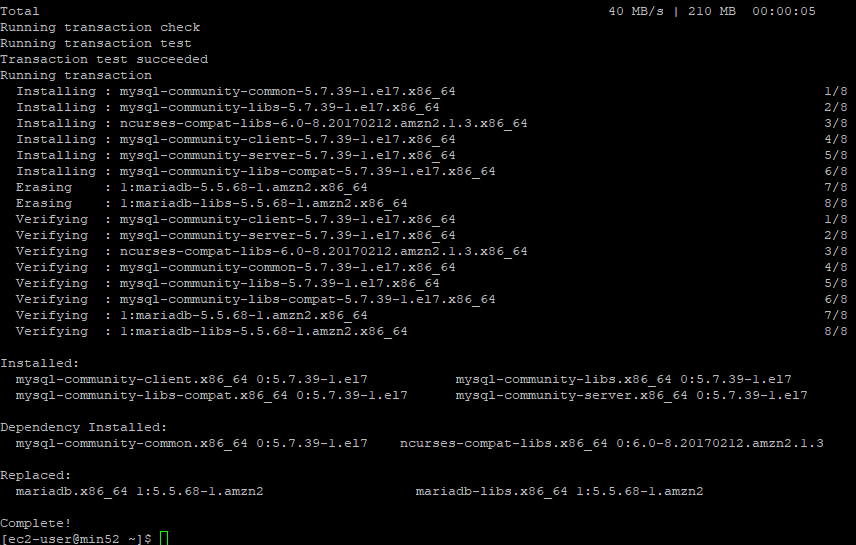 Total 40 MB/s | 210 MB 00:00:05
Running transaction check
Running transaction test
Transaction test succeeded
Running transaction
Installing : mysql-community-common-5.7.39-1.el7.x86_64 1/8
Installing : mysql-community-libs-5.7.39-1.el7.x86_64 2/8
Installing : ncurses-compat-libs-6.0-8.20170212.amzn2.1.3.x86_64 3/8
Installing : mysql-community-client-5.7.39-1.el7.x86_64 4/8
Installing : mysql-community-server-5.7.39-1.el7.x86_64 5/8
Installing : mysql-community-libs-compat-5.7.39-1.el7.x86_64 6/8
Erasing : 1:mariadb-5.5.68-1.amzn2.x86_64 7/8
Erasing : 1:mariadb-libs-5.5.68-1.amzn2.x86_64 8/8
Verifying : mysql-community-client-5.7.39-1.el7.x86_64 1/8
Verifying : mysql-community-server-5.7.39-1.el7.x86_64 2/8
Verifying : ncurses-compat-libs-6.0-8.20170212.amzn2.1.3.x86_64 3/8
Verifying : mysql-community-common-5.7.39-1.el7.x86_64 4/8
Verifying : mysql-community-libs-5.7.39-1.el7.x86_64 5/8
Verifying : mysql-community-libs-compat-5.7.39-1.el7.x86_64 6/8
Verifying : 1:mariadb-5.5.68-1.amzn2.x86_64 7/8
Verifying : 1:mariadb-libs-5.5.68-1.amzn2.x86_64 8/8
Installed:
mysql-community-client.x86_64 0:5.7.39-1.el7 mysql-community-libs.x86_64 0:5.7.39-1.el7
mysql-community-libs-compat.x86_64 0:5.7.39-1.el7 mysql-community-server.x86_64 0:5.7.39-1.el7
Dependency Installed:
mysql-community-common.x86_64 0:5.7.39-1.el7 ncurses-compat-libs.x86_64 0:6.0-8.20170212.amzn2.1.3
Replaced:
mariadb.x86_64 1:5.5.68-1.amzn2 mariadb-libs.x86_64 1:5.5.68-1.amzn2
Complete!
[ec2-user@min52 ~]$